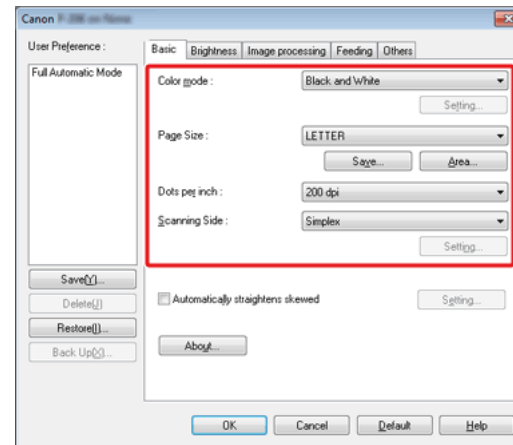 Canon
User Preference :
Full Automatic Mode
Save(Y)...
Delete(J)
Restore(I)...
Back Up(X)...
Basic Brightness Image processing Feeding Others
Color mode : Black and White
Setting...
Page Size : LETTER
Save... Area...
Dots per inch : 200 dpi
Scanning Side : Simplex
Setting...
Automatically straightens skewed Setting...
About...
OK Cancel Default Help